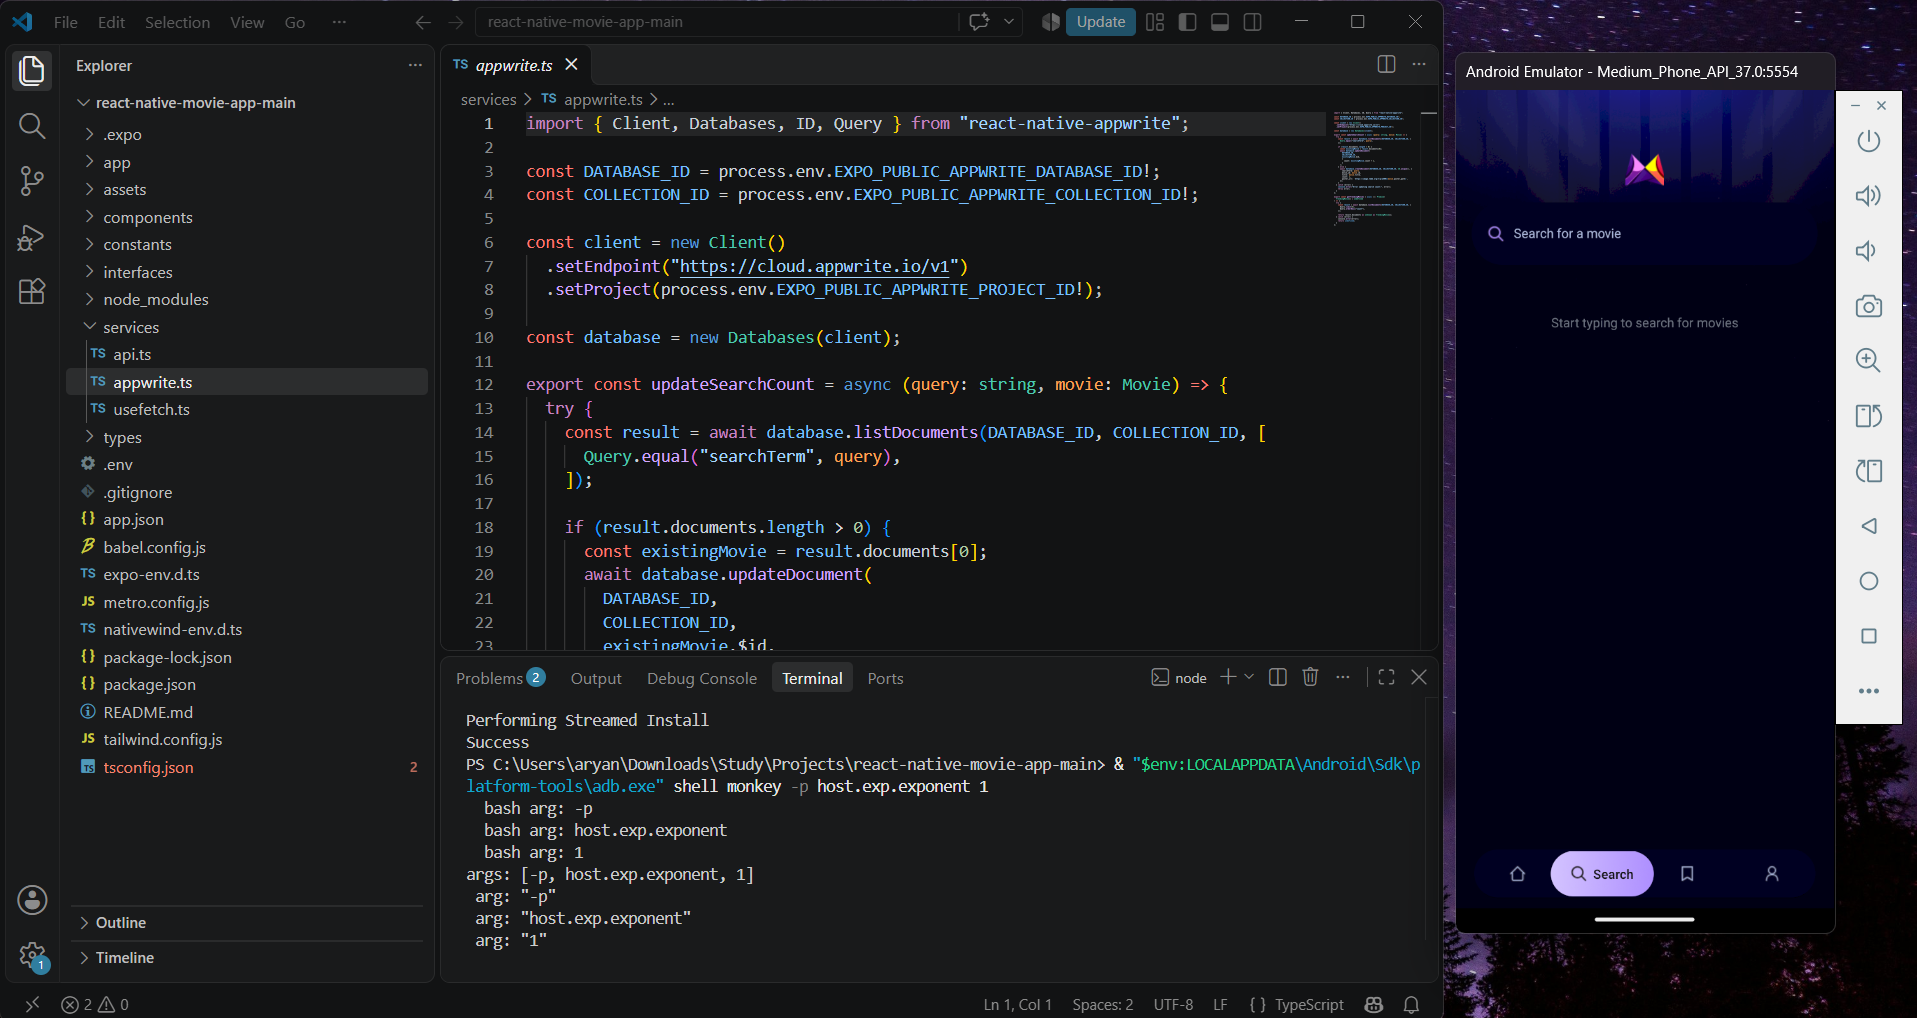 File Edit Selection View Go ··· react-native-movie-app-main Update
Explorer ···
react-native-movie-app-main
.expo
app
assets
components
constants
interfaces
node_modules
services
TS api.ts
TS appwrite.ts
TS usefetch.ts
types
.env
.gitignore
{} app.json
babel.config.js
TS expo-env.d.ts
JS metro.config.js
TS nativewind-env.d.ts
{} package-lock.json
{} package.json
README.md
JS tailwind.config.js
TS tsconfig.json 2
Outline
Timeline
1
TS appwrite.ts
services > TS appwrite.ts > ...
1 import { Client, Databases, ID, Query } from "react-native-appwrite";
2
3 const DATABASE_ID = process.env.EXPO_PUBLIC_APPWRITE_DATABASE_ID!;
4 const COLLECTION_ID = process.env.EXPO_PUBLIC_APPWRITE_COLLECTION_ID!;
5
6 const client = new Client()
7 .setEndpoint("https://cloud.appwrite.io/v1")
8 .setProject(process.env.EXPO_PUBLIC_APPWRITE_PROJECT_ID!);
9
10 const database = new Databases(client);
11
12 export const updateSearchCount = async (query: string, movie: Movie) => {
13 try {
14 const result = await database.listDocuments(DATABASE_ID, COLLECTION_ID, [
15 Query.equal("searchTerm", query),
16 ]);
17
18 if (result.documents.length > 0) {
19 const existingMovie = result.documents[0];
20 await database.updateDocument(
21 DATABASE_ID,
22 COLLECTION_ID,
23 existingMovie.$id,
Problems 2 Output Debug Console Terminal Ports node
Performing Streamed Install
Success
PS C:\Users\aryan\Downloads\Study\Projects\react-native-movie-app-main> & "$env:LOCALAPPDATA\Android\Sdk\p
latform-tools\adb.exe" shell monkey -p host.exp.exponent 1
bash arg: -p
bash arg: host.exp.exponent
bash arg: 1
args: [-p, host.exp.exponent, 1]
arg: "-p"
arg: "host.exp.exponent"
arg: "1"
2 0 Ln 1, Col 1 Spaces: 2 UTF-8 LF {} TypeScript
Android Emulator - Medium_Phone_API_37.0:5554
Search for a movie
Start typing to search for movies
Search